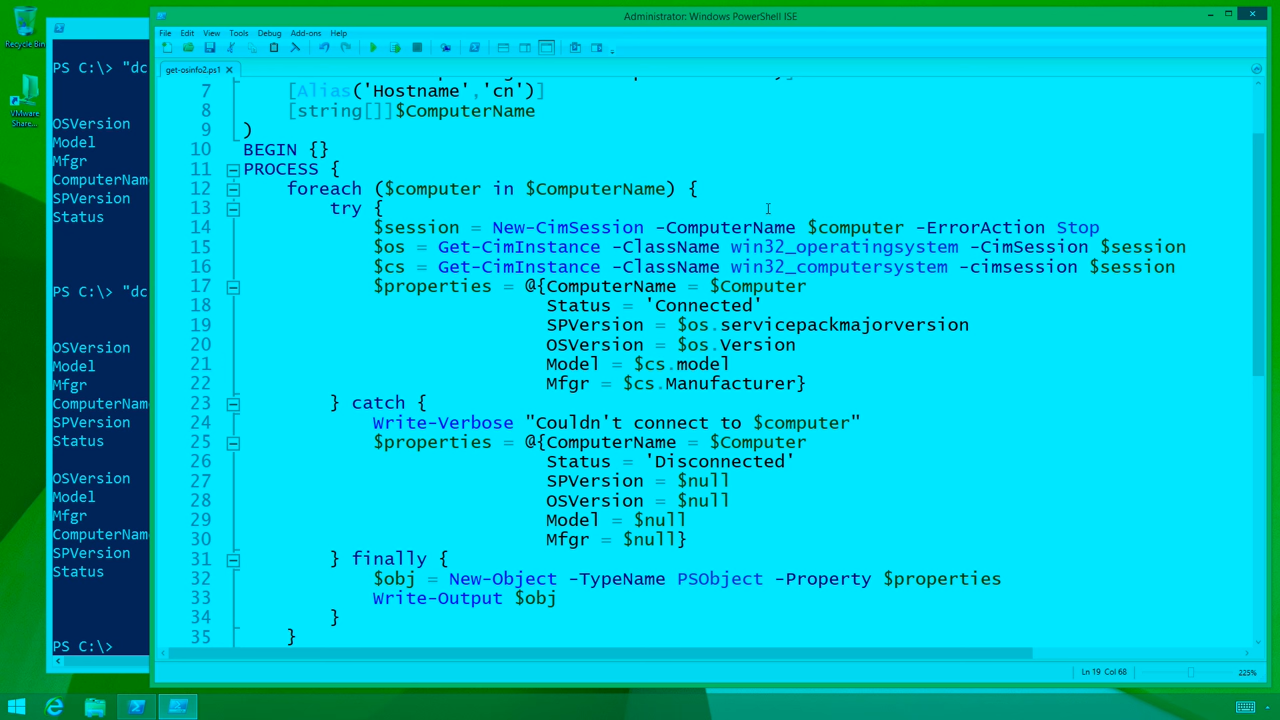 Administrator: Windows PowerShell ISE
File Edit View Tools Debug Add-ons Help
get-osinfo2.ps1
7 [Alias('Hostname','cn')]
8 [string[]]$ComputerName
9 )
10 BEGIN {}
11 PROCESS {
12 foreach ($computer in $ComputerName) {
13 try {
14 $session = New-CimSession -ComputerName $computer -ErrorAction Stop
15 $os = Get-CimInstance -ClassName win32_operatingsystem -CimSession $session
16 $cs = Get-CimInstance -ClassName win32_computersystem -cimsession $session
17 $properties = @{ComputerName = $Computer
18 Status = 'Connected'
19 SPVersion = $os.servicepackmajorversion
20 OSVersion = $os.Version
21 Model = $cs.model
22 Mfgr = $cs.Manufacturer}
23 } catch {
24 Write-Verbose "Couldn't connect to $computer"
25 $properties = @{ComputerName = $Computer
26 Status = 'Disconnected'
27 SPVersion = $null
28 OSVersion = $null
29 Model = $null
30 Mfgr = $null}
31 } finally {
32 $obj = New-Object -TypeName PSObject -Property $properties
33 Write-Output $obj
34 }
35 }
Ln 19 Col 68
225%
Recycle Bin
VMware
Share...
PS C:\> "dc
OSVersion
Model
Mfgr
ComputerNam
SPVersion
Status
PS C:\> "dc
OSVersion
Model
Mfgr
ComputerNam
SPVersion
Status
OSVersion
Model
Mfgr
ComputerNam
SPVersion
Status
PS C:\>